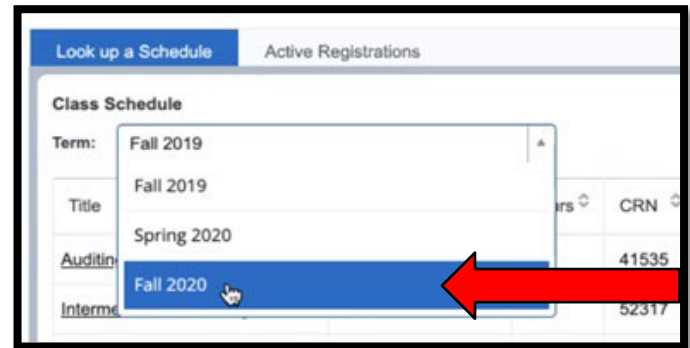 Look up a Schedule Active Registrations
Class Schedule
Term: Fall 2019
Fall 2019
Title CRN
Spring 2020
41535
Fall 2020
52317